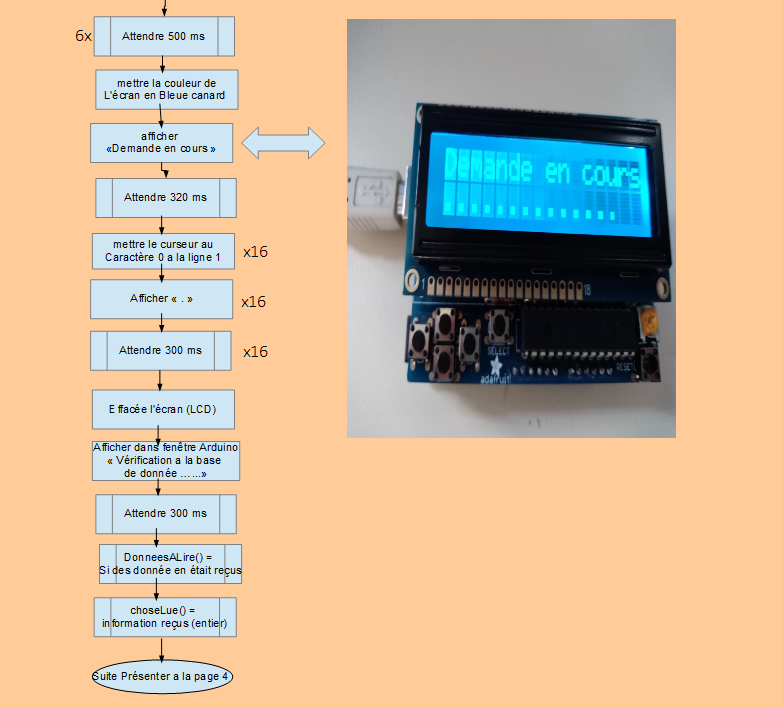 6x
Attendre 500 ms
mettre la couleur de
L'écran en Bleue canard
afficher
«Demande en cours »
Attendre 320 ms
mettre le curseur au
Caractère 0 a la ligne 1
x16
Afficher « . »
x16
Attendre 300 ms
x16
Effacée l'écran (LCD)
Afficher dans fenêtre Arduino
« Vérification a la base
de donnée ......»
Attendre 300 ms
DonneesALire() =
Si des donnée en était reçus
choseLue() =
information reçus (entier)
Suite Présenter a la page 4
Demande en cours
................
1
18
SELECT
adafruit!
RESET